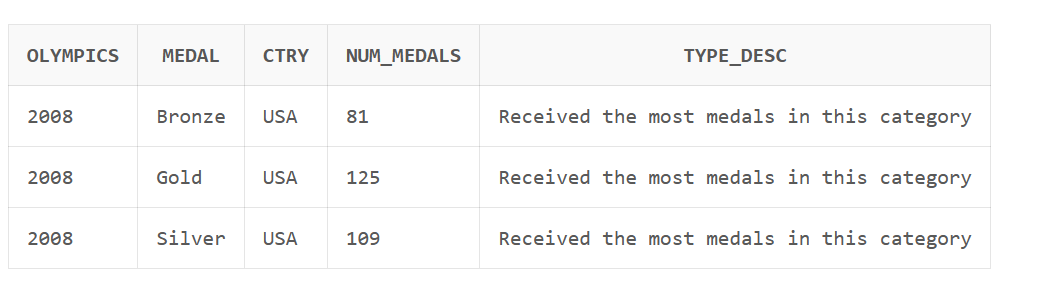 OLYMPICS MEDAL CTRY NUM_MEDALS TYPE_DESC
2008 Bronze USA 81 Received the most medals in this category
2008 Gold USA 125 Received the most medals in this category
2008 Silver USA 109 Received the most medals in this category